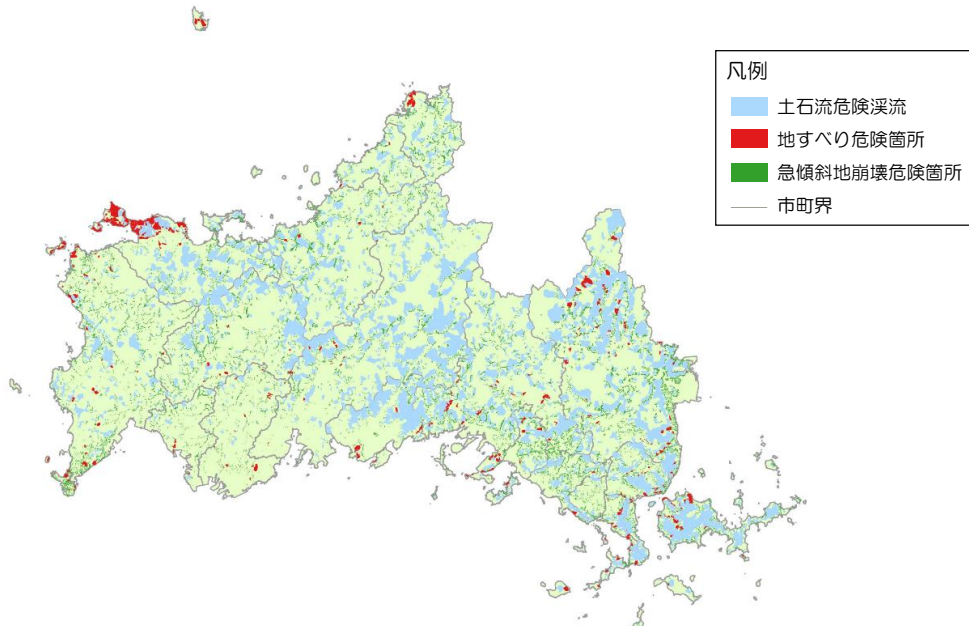 凡例
土石流危険渓流
地すべり危険箇所
急傾斜地崩壊危険箇所
市町界